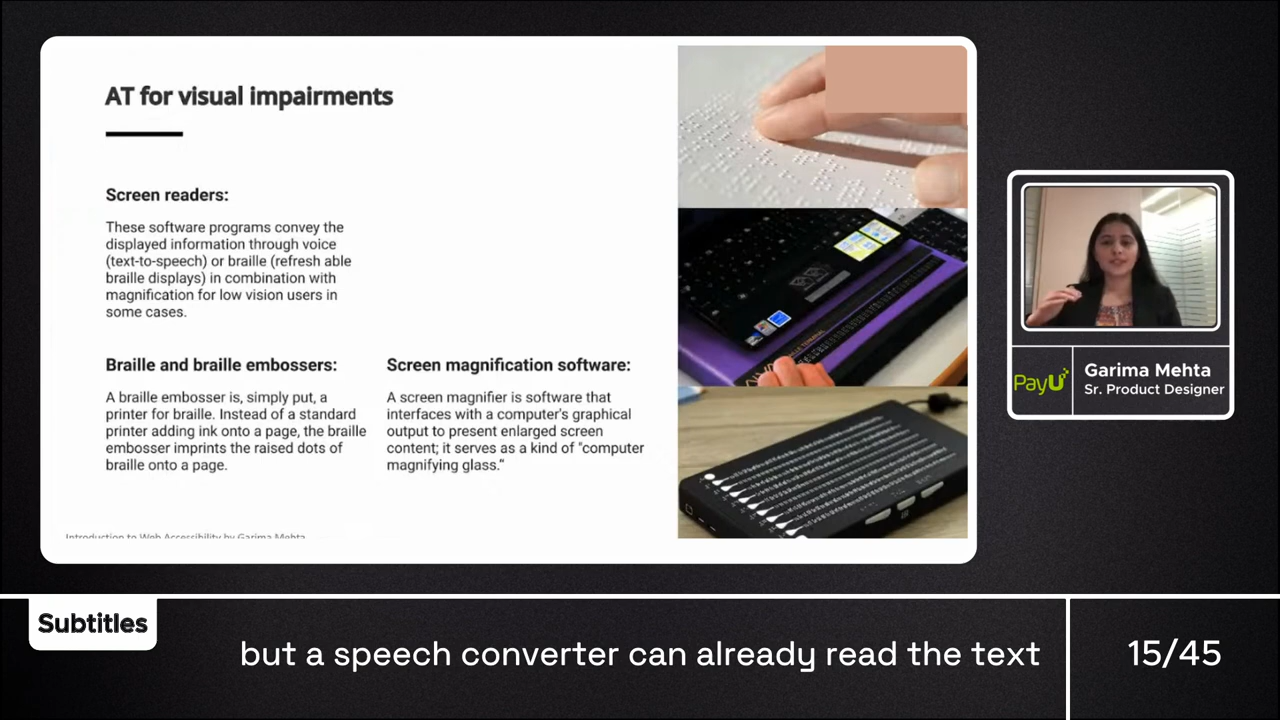 AT for visual impairments
Screen readers:
These software programs convey the
displayed information through voice
(text-to-speech) or braille (refresh able
braille displays) in combination with
magnification for low vision users in
some cases.
Braille and braille embossers:
A braille embosser is, simply put, a
printer for braille. Instead of a standard
printer adding ink onto a page, the braille
embosser imprints the raised dots of
braille onto a page.
Screen magnification software:
A screen magnifier is software that
interfaces with a computer's graphical
output to present enlarged screen
content; it serves as a kind of "computer
magnifying glass."
Introduction to Web Accessibility by Garima Mehta
PayU
Garima Mehta
Sr. Product Designer
Subtitles
but a speech converter can already read the text
15/45